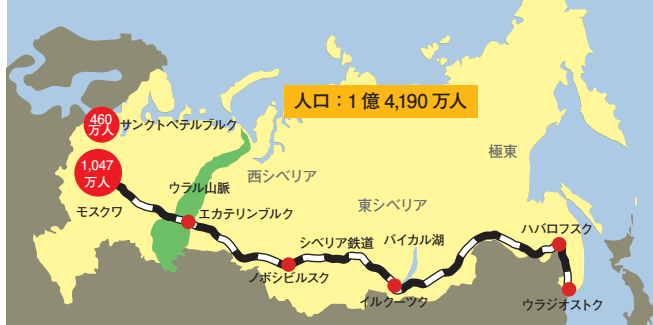 人口：1 億 4,190 万人
460
万人
サンクトペテルブルク
極東
1,047
万人
西シベリア
ウラル山脈
東シベリア
モスクワ
エカテリンブルク
ハバロフスク
シベリア鉄道
バイカル湖
ノボシビルスク
イルクーツク
ウラジオストク